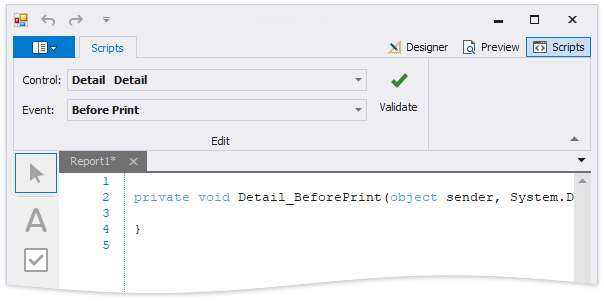 Scripts
Designer
Preview
Scripts
Control: Detail Detail
Event: Before Print
Validate
Edit
Report1*
1
2 private void Detail_BeforePrint(object sender, System.D
3
4 }
5
A